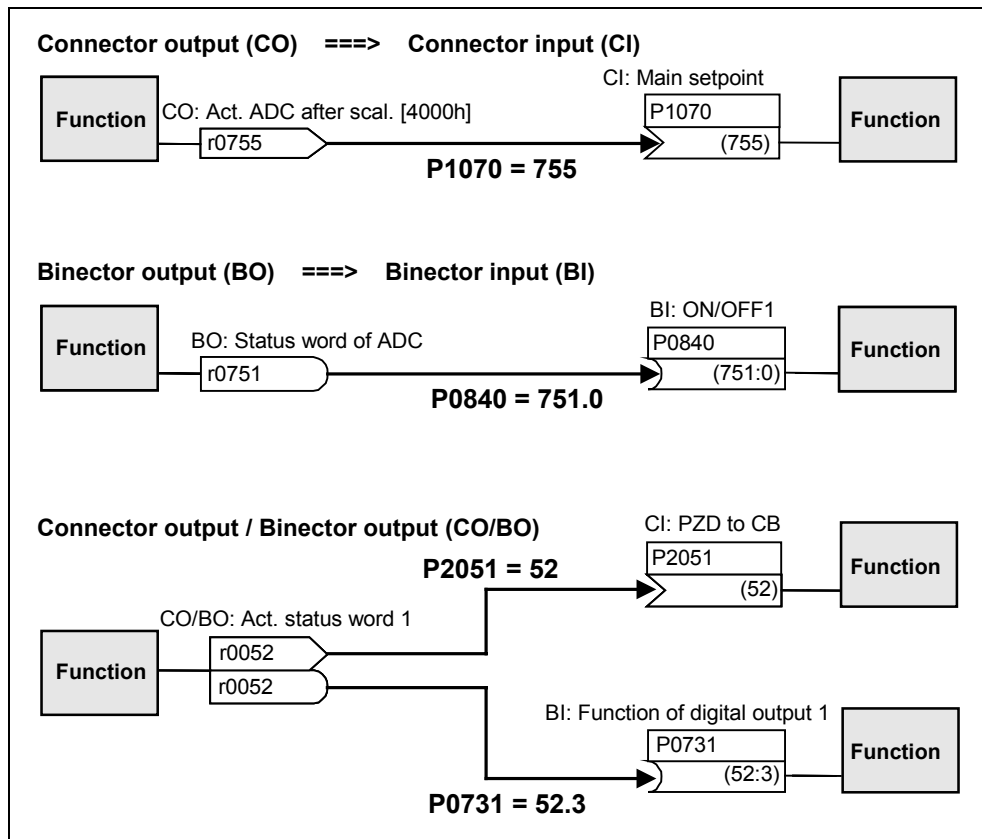 Connector output (CO) ===> Connector input (CI)
CI: Main setpoint
Function
CO: Act. ADC after scal. [4000h]
r0755
P1070
(755)
Function
P1070 = 755
Binector output (BO) ===> Binector input (BI)
BI: ON/OFF1
Function
BO: Status word of ADC
r0751
P0840
(751:0)
Function
P0840 = 751.0
Connector output / Binector output (CO/BO)
CI: PZD to CB
P2051 = 52
P2051
(52)
Function
CO/BO: Act. status word 1
Function
r0052
r0052
BI: Function of digital output 1
P0731
(52:3)
Function
P0731 = 52.3